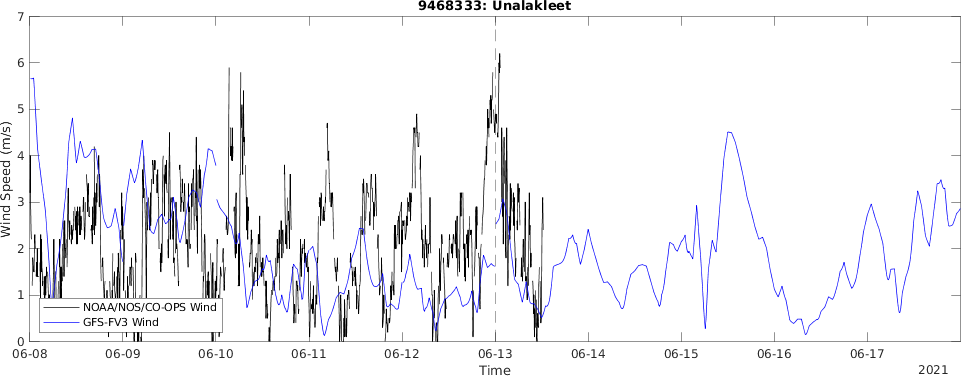 9468333: Unalakleet
7
6
5
4
3
2
1
0
Wind Speed (m/s)
NOAA/NOS/CO-OPS Wind
GFS-FV3 Wind
06-08 06-09 06-10 06-11 06-12 06-13 06-14 06-15 06-16 06-17
Time
2021